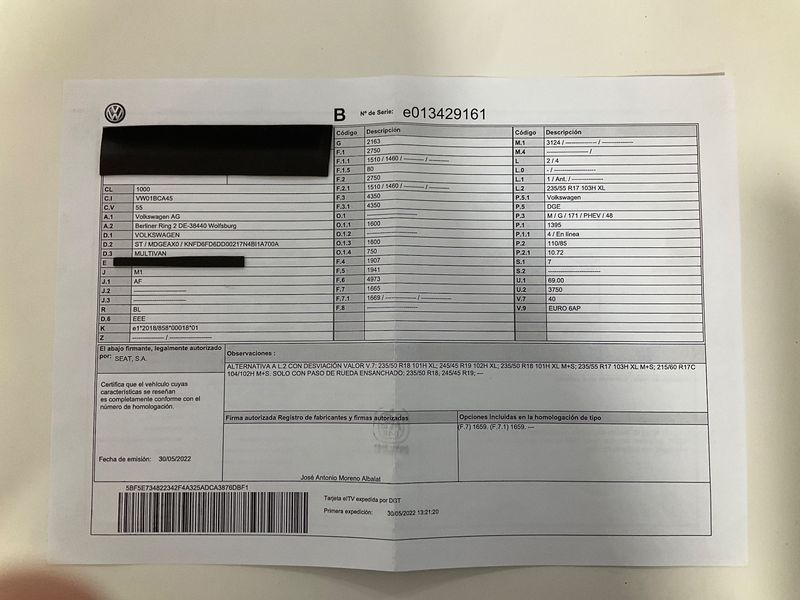 B Nº de Serie: e013429161
CL 1000
C.I VW01BCA45
C.V 55
A.1 Volkswagen AG
A.2 Berliner Ring 2 DE-38440 Wolfsburg
D.1 VOLKSWAGEN
D.2 ST / MDGEAX0 / KNFD6FD6DD00217N4BI1A700A
D.3 MULTIVAN
E
J M1
J.1 AF
J.2 ---------------
J.3 ---------------
R BL
D.6 EEE
K e1*2018/858*00018*01
Z --------------- / ---------------
Código Descripción
G 2163
F.1 2750
F.1.1 1510 / 1460 / --------------- / ---------------
F.1.5 80
F.2 2750
F.2.1 1510 / 1460 / --------------- / ---------------
F.3 4350
F.3.1 4350
O.1 ---------------
O.1.1 1600
O.1.2 ---------------
O.1.3 1600
O.1.4 750
F.4 1907
F.5 1941
F.6 4973
F.7 1665
F.7.1 1669 / --------------- / ---------------
F.8 ---------------
Código Descripción
M.1 3124 / --------------- / ---------------
M.4 --------------- /
L 2 / 4
L.0 - / ---------------
L.1 1 / Ant. / ---------------
L.2 235/55 R17 103H XL
P.5.1 Volkswagen
P.5 DGE
P.3 M / G / 171 / PHEV / 48
P.1 1395
P.1.1 4 / En línea
P.2 110/85
P.2.1 10.72
S.1 7
S.2 ---------------
U.1 69.00
U.2 3750
V.7 40
V.9 EURO 6AP
El abajo firmante, legalmente autorizado
por: SEAT, S.A.
Certifica que el vehículo cuyas
características se reseñan
es completamente conforme con el
número de homologación.
Fecha de emisión: 30/05/2022
Observaciones :
ALTERNATIVA A L.2 CON DESVIACIÓN VALOR V.7: 235/50 R18 101H XL; 245/45 R19 102H XL; 235/50 R18 101H XL M+S; 235/55 R17 103H XL M+S; 215/60 R17C
104/102H M+S. SOLO CON PASO DE RUEDA ENSANCHADO: 235/50 R18, 245/45 R19; ---
Firma autorizada Registro de fabricantes y firmas autorizadas
José Antonio Moreno Albalat
Opciones incluidas en la homologación de tipo
(F.7) 1659. (F.7.1) 1659. ---
5BF5E734822342F4A325ADCA3876DBF1
Tarjeta eITV expedida por DGT
Primera expedición: 30/05/2022 13:21:20